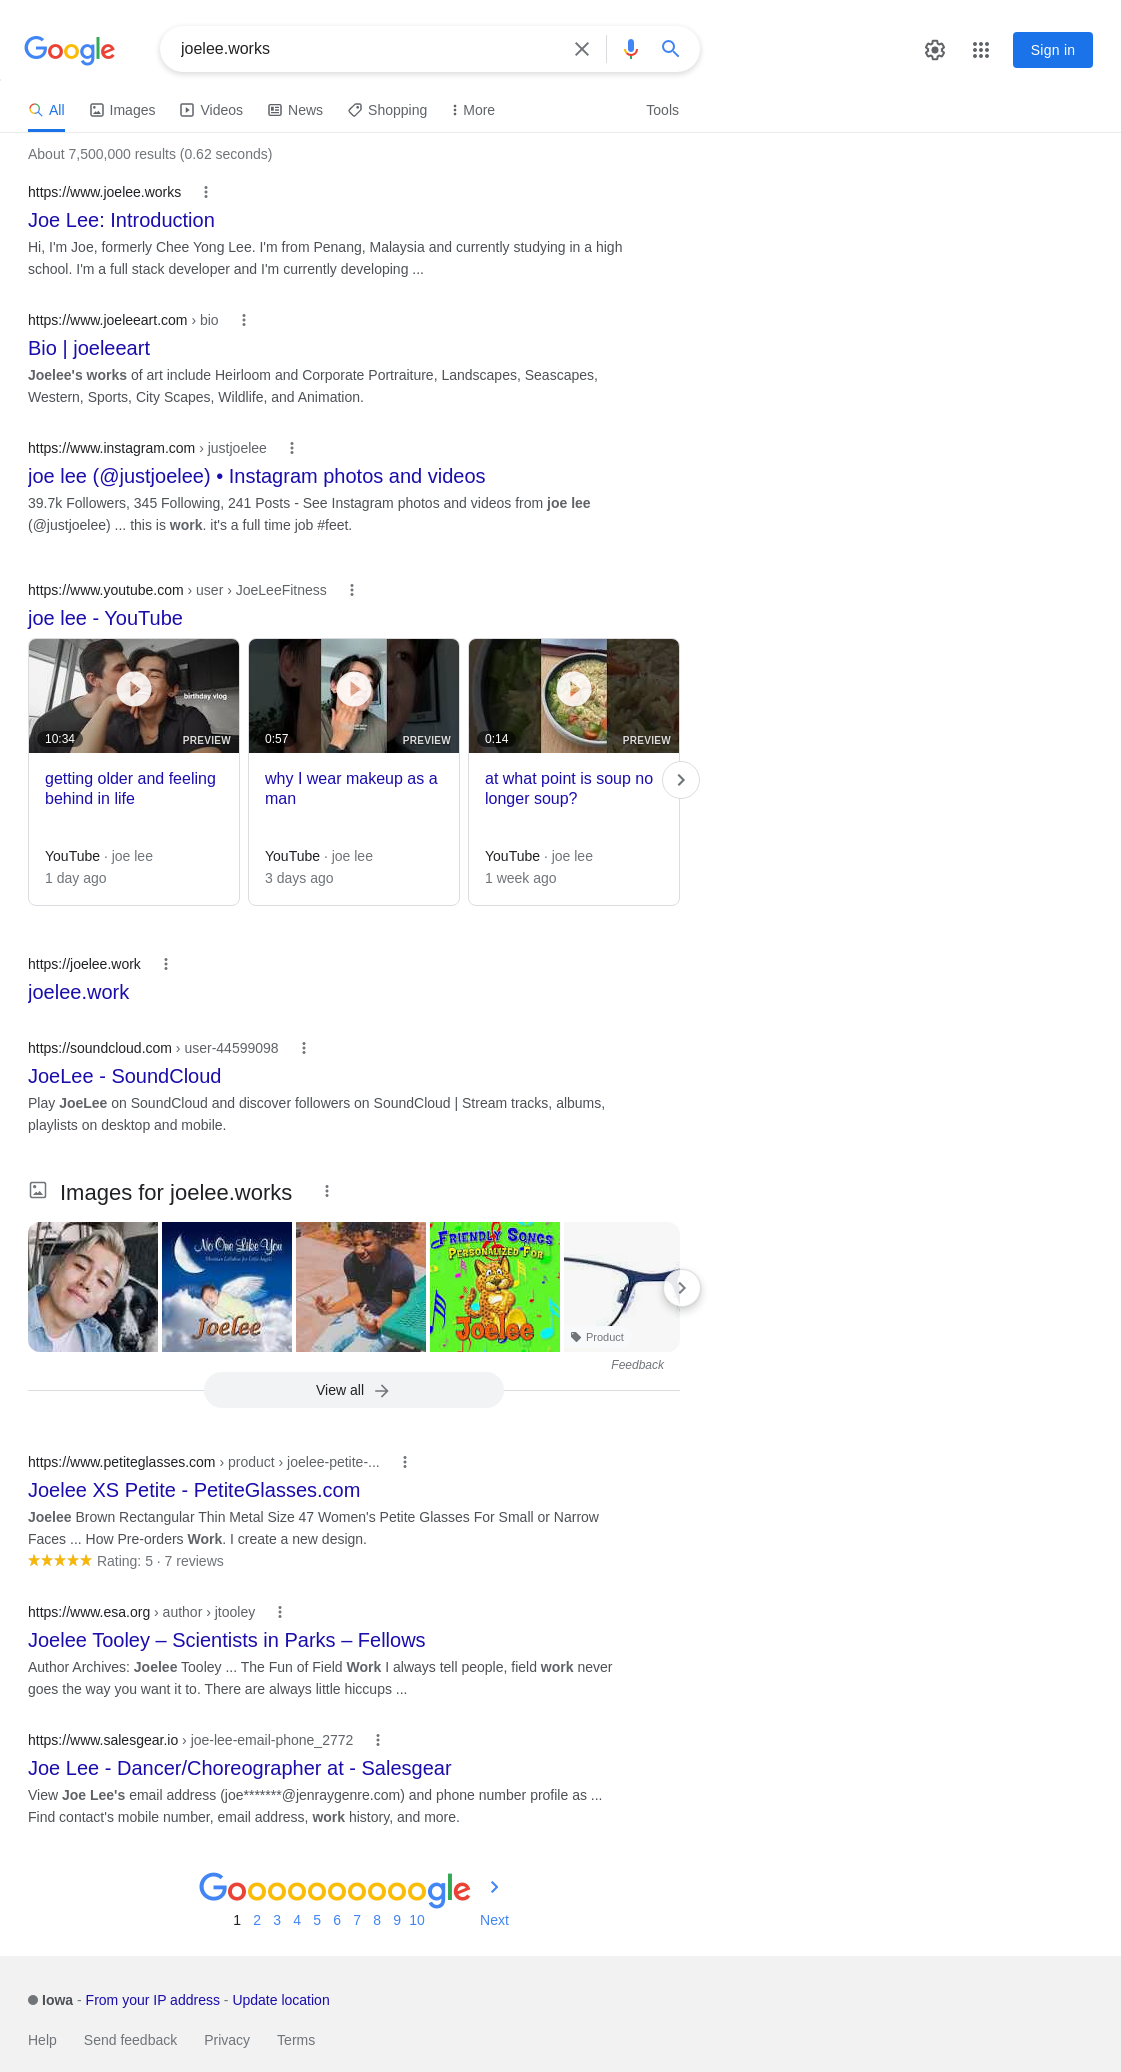 Google
joelee.works
Sign in
All
Images
Videos
News
Shopping
More
Tools
About 7,500,000 results (0.62 seconds)
https://www.joelee.works
Joe Lee: Introduction
Hi, I'm Joe, formerly Chee Yong Lee. I'm from Penang, Malaysia and currently studying in a high
school. I'm a full stack developer and I'm currently developing ...
https://www.joeleeart.com › bio
Bio | joeleeart
Joelee's works of art include Heirloom and Corporate Portraiture, Landscapes, Seascapes,
Western, Sports, City Scapes, Wildlife, and Animation.
https://www.instagram.com › justjoelee
joe lee (@justjoelee) • Instagram photos and videos
39.7k Followers, 345 Following, 241 Posts - See Instagram photos and videos from joe lee
(@justjoelee) ... this is work. it's a full time job #feet.
https://www.youtube.com › user › JoeLeeFitness
joe lee - YouTube
birthday vlog
10:34
PREVIEW
0:57
PREVIEW
0:14
PREVIEW
getting older and feeling
behind in life
YouTube · joe lee
1 day ago
why I wear makeup as a
man
YouTube · joe lee
3 days ago
at what point is soup no
longer soup?
YouTube · joe lee
1 week ago
https://joelee.work
joelee.work
https://soundcloud.com › user-44599098
JoeLee - SoundCloud
Play JoeLee on SoundCloud and discover followers on SoundCloud | Stream tracks, albums,
playlists on desktop and mobile.
Images for joelee.works
No One Like You
Christian Lullabies for Little Angels
Joelee
FRIENDLY SONGS
PERSONALIZED FOR
Joelee
Product
Feedback
View all
https://www.petiteglasses.com › product › joelee-petite-...
Joelee XS Petite - PetiteGlasses.com
Joelee Brown Rectangular Thin Metal Size 47 Women's Petite Glasses For Small or Narrow
Faces ... How Pre-orders Work. I create a new design.
Rating: 5 · 7 reviews
https://www.esa.org › author › jtooley
Joelee Tooley – Scientists in Parks – Fellows
Author Archives: Joelee Tooley ... The Fun of Field Work I always tell people, field work never
goes the way you want it to. There are always little hiccups ...
https://www.salesgear.io › joe-lee-email-phone_2772
Joe Lee - Dancer/Choreographer at - Salesgear
View Joe Lee's email address (joe*******@jenraygenre.com) and phone number profile as ...
Find contact's mobile number, email address, work history, and more.
Goooooooooogle
1 2 3 4 5 6 7 8 9 10 Next
Iowa - From your IP address - Update location
Help Send feedback Privacy Terms